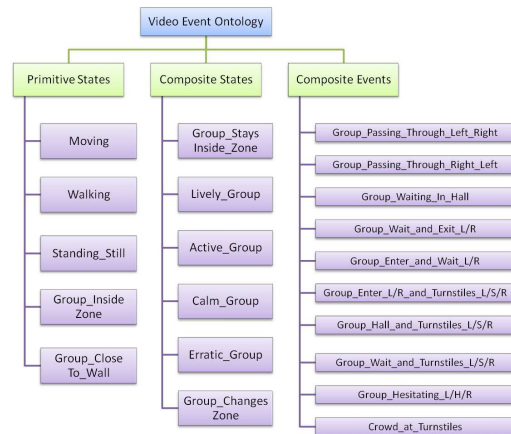 Video Event Ontology
Primitive States
Moving
Walking
Standing_Still
Group_Inside
Zone
Group_Close
To_Wall
Composite States
Group_Stays
Inside_Zone
Lively_Group
Active_Group
Calm_Group
Erratic_Group
Group_Changes
Zone
Composite Events
Group_Passing_Through_Left_Right
Group_Passing_Through_Right_Left
Group_Waiting_In_Hall
Group_Wait_and_Exit_L/R
Group_Enter_and_Wait_L/R
Group_Enter_L/R_and_Turnstiles_L/S/R
Group_Hall_and_Turnstiles_L/S/R
Group_Wait_and_Turnstiles_L/S/R
Group_Hesitating_L/H/R
Crowd_at_Turnstiles